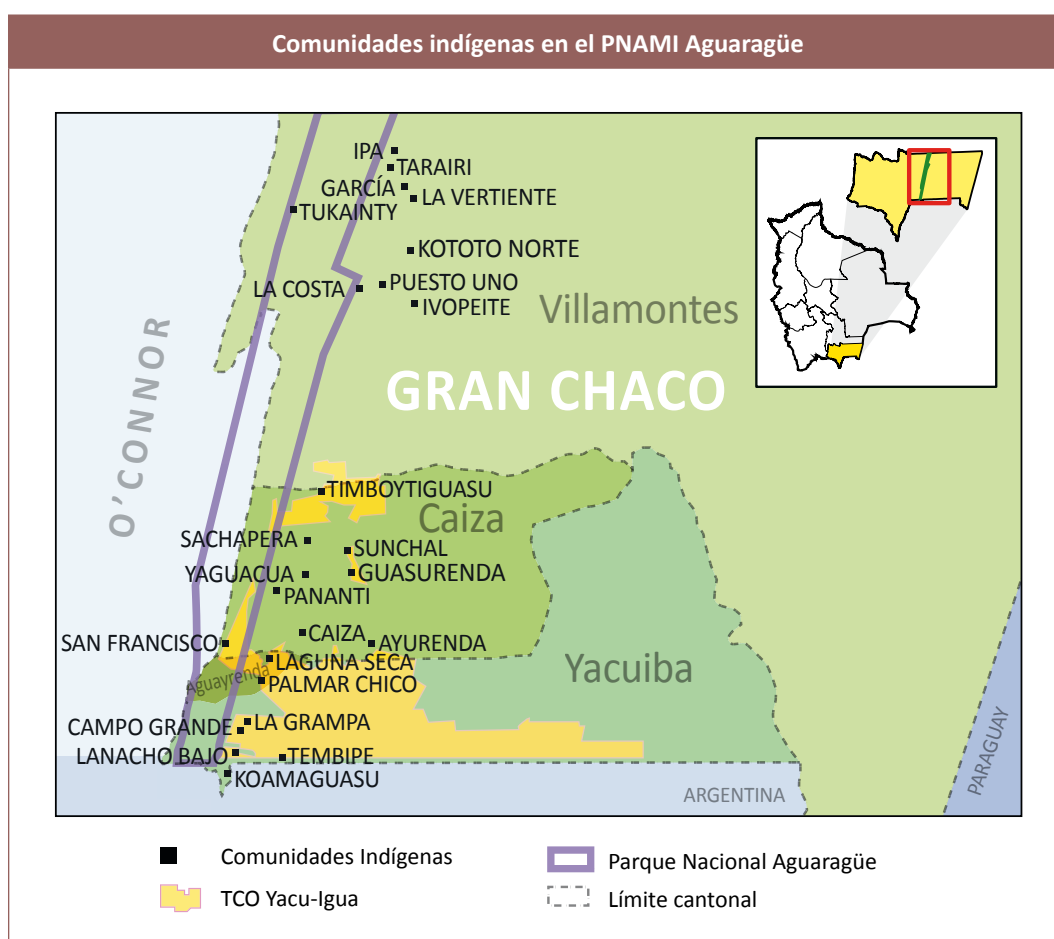 Comunidades indígenas en el PNAMI Aguaragüe
IPA
TARAIRI
GARCÍA
LA VERTIENTE
TUKAINTY
KOTOTO NORTE
PUESTO UNO
LA COSTA
IVOPEITE
Villamontes
O'CONNOR
GRAN CHACO
TIMBOYTIGUASU
Caiza
SACHAPERA
SUNCHAL
YAGUACUA
GUASURENDA
PANANTI
CAIZA
SAN FRANCISCO
AYURENDA
LAGUNA SECA
Yacuiba
Aguayrenda
PALMAR CHICO
LA GRAMPA
CAMPO GRANDE
LANACHO BAJO
TEMBIPE
KOAMAGUASU
ARGENTINA
PARAGUAY
Comunidades Indígenas
Parque Nacional Aguaragüe
TCO Yacu-Igua
Límite cantonal